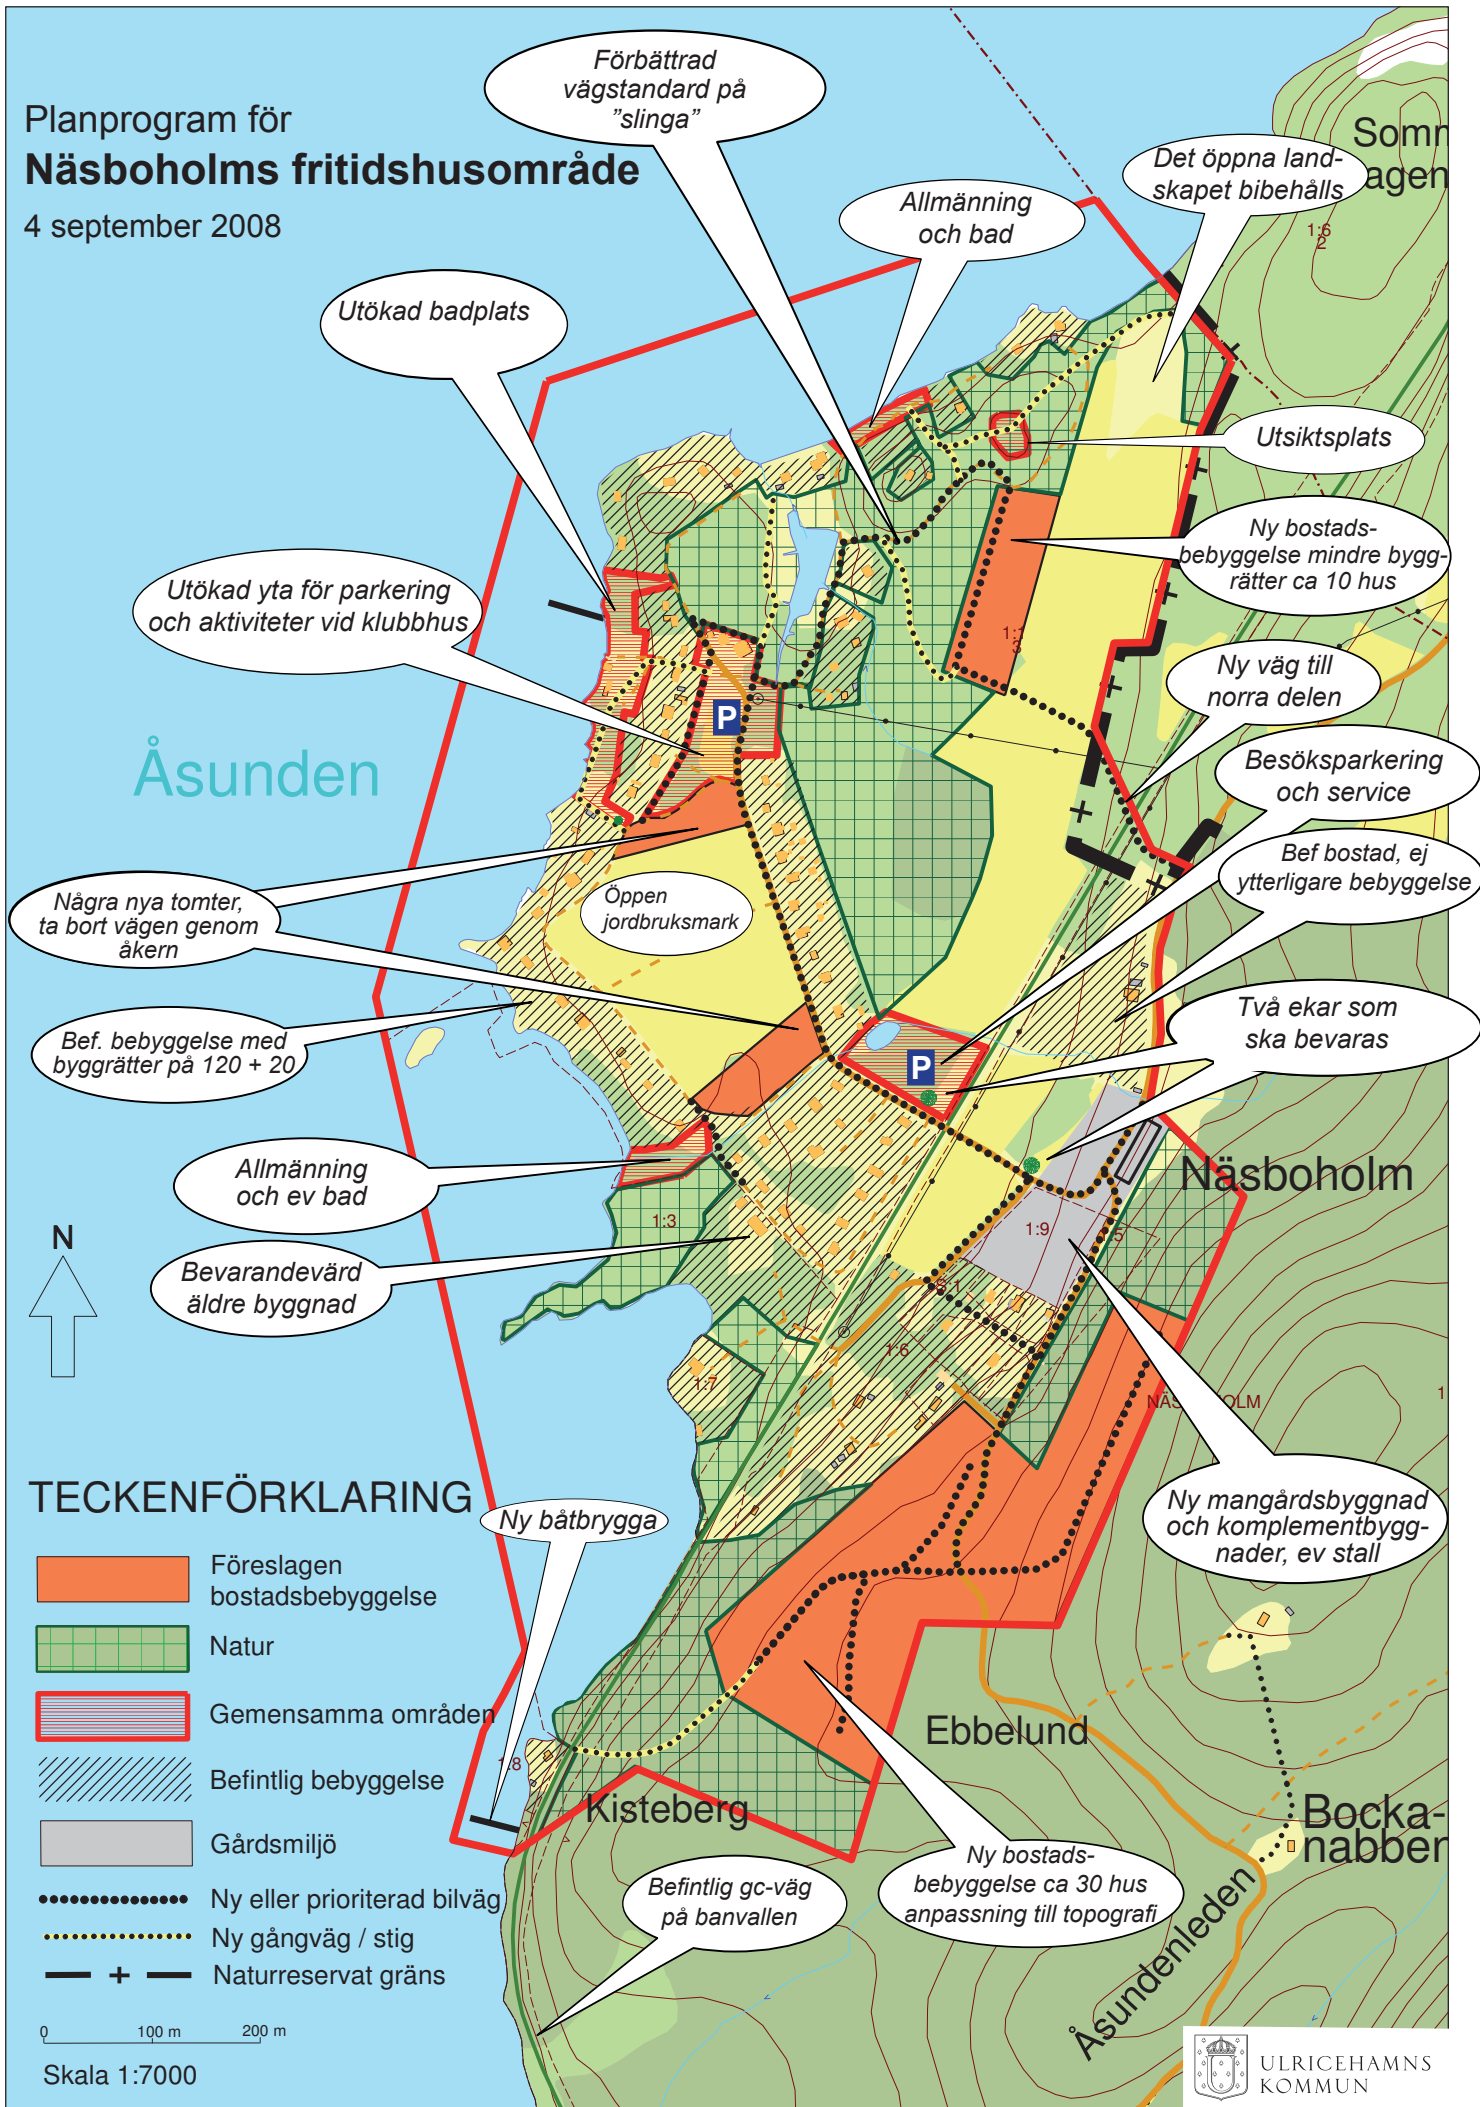 Planprogram för
Näsboholms fritidshusområde
4 september 2008
Förbättrad
vägstandard på
”slinga”
Allmänning
och bad
Det öppna land-
skapet bibehålls
Utökad badplats
Utsiktsplats
Ny bostads-
bebyggelse mindre bygg-
rätter ca 10 hus
Utökad yta för parkering
och aktiviteter vid klubbhus
Ny väg till
norra delen
Besöksparkering
och service
Bef bostad, ej
ytterligare bebyggelse
Åsunden
P
Några nya tomter,
ta bort vägen genom
åkern
Öppen
jordbruksmark
Två ekar som
ska bevaras
Bef. bebyggelse med
byggrätter på 120 + 20
P
Allmänning
och ev bad
Näsboholm
N
Bevarandevärd
äldre byggnad
1:6
2
1:3
1:9
1:6
1:7
Ny mangårdsbyggnad
och komplementbygg-
nader, ev stall
Ny båtbrygga
TECKENFÖRKLARING
Föreslagen
bostadsbebyggelse
Natur
Gemensamma områden
Befintlig bebyggelse
Gårdsmiljö
Ny eller prioriterad bilväg
Ny gångväg / stig
Naturreservat gräns
0 100 m 200 m
Skala 1:7000
Ebbelund
Kisteberg
Bocka-
nabben
Ny bostads-
bebyggelse ca 30 hus
anpassning till topografi
Befintlig gc-väg
på banvallen
Åsundenleden
ULRICEHAMNS
KOMMUN